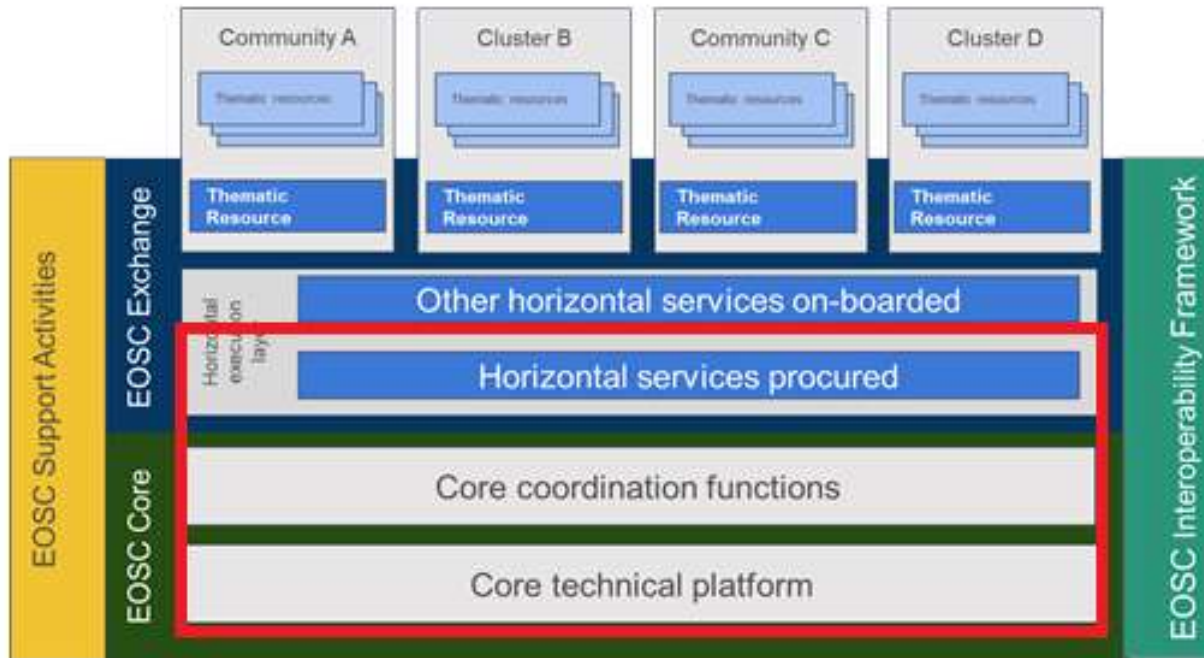 Community A
Cluster B
Community C
Cluster D
Thematic resources
Thematic resources
Thematic resources
Thematic resources
Thematic
Resource
Thematic
Resource
Thematic
Resource
Thematic
Resource
EOSC Support Activities
EOSC Exchange
Horizontal
execution
layer
Other horizontal services on-boarded
Horizontal services procured
EOSC Core
Core coordination functions
Core technical platform
EOSC Interoperability Framework